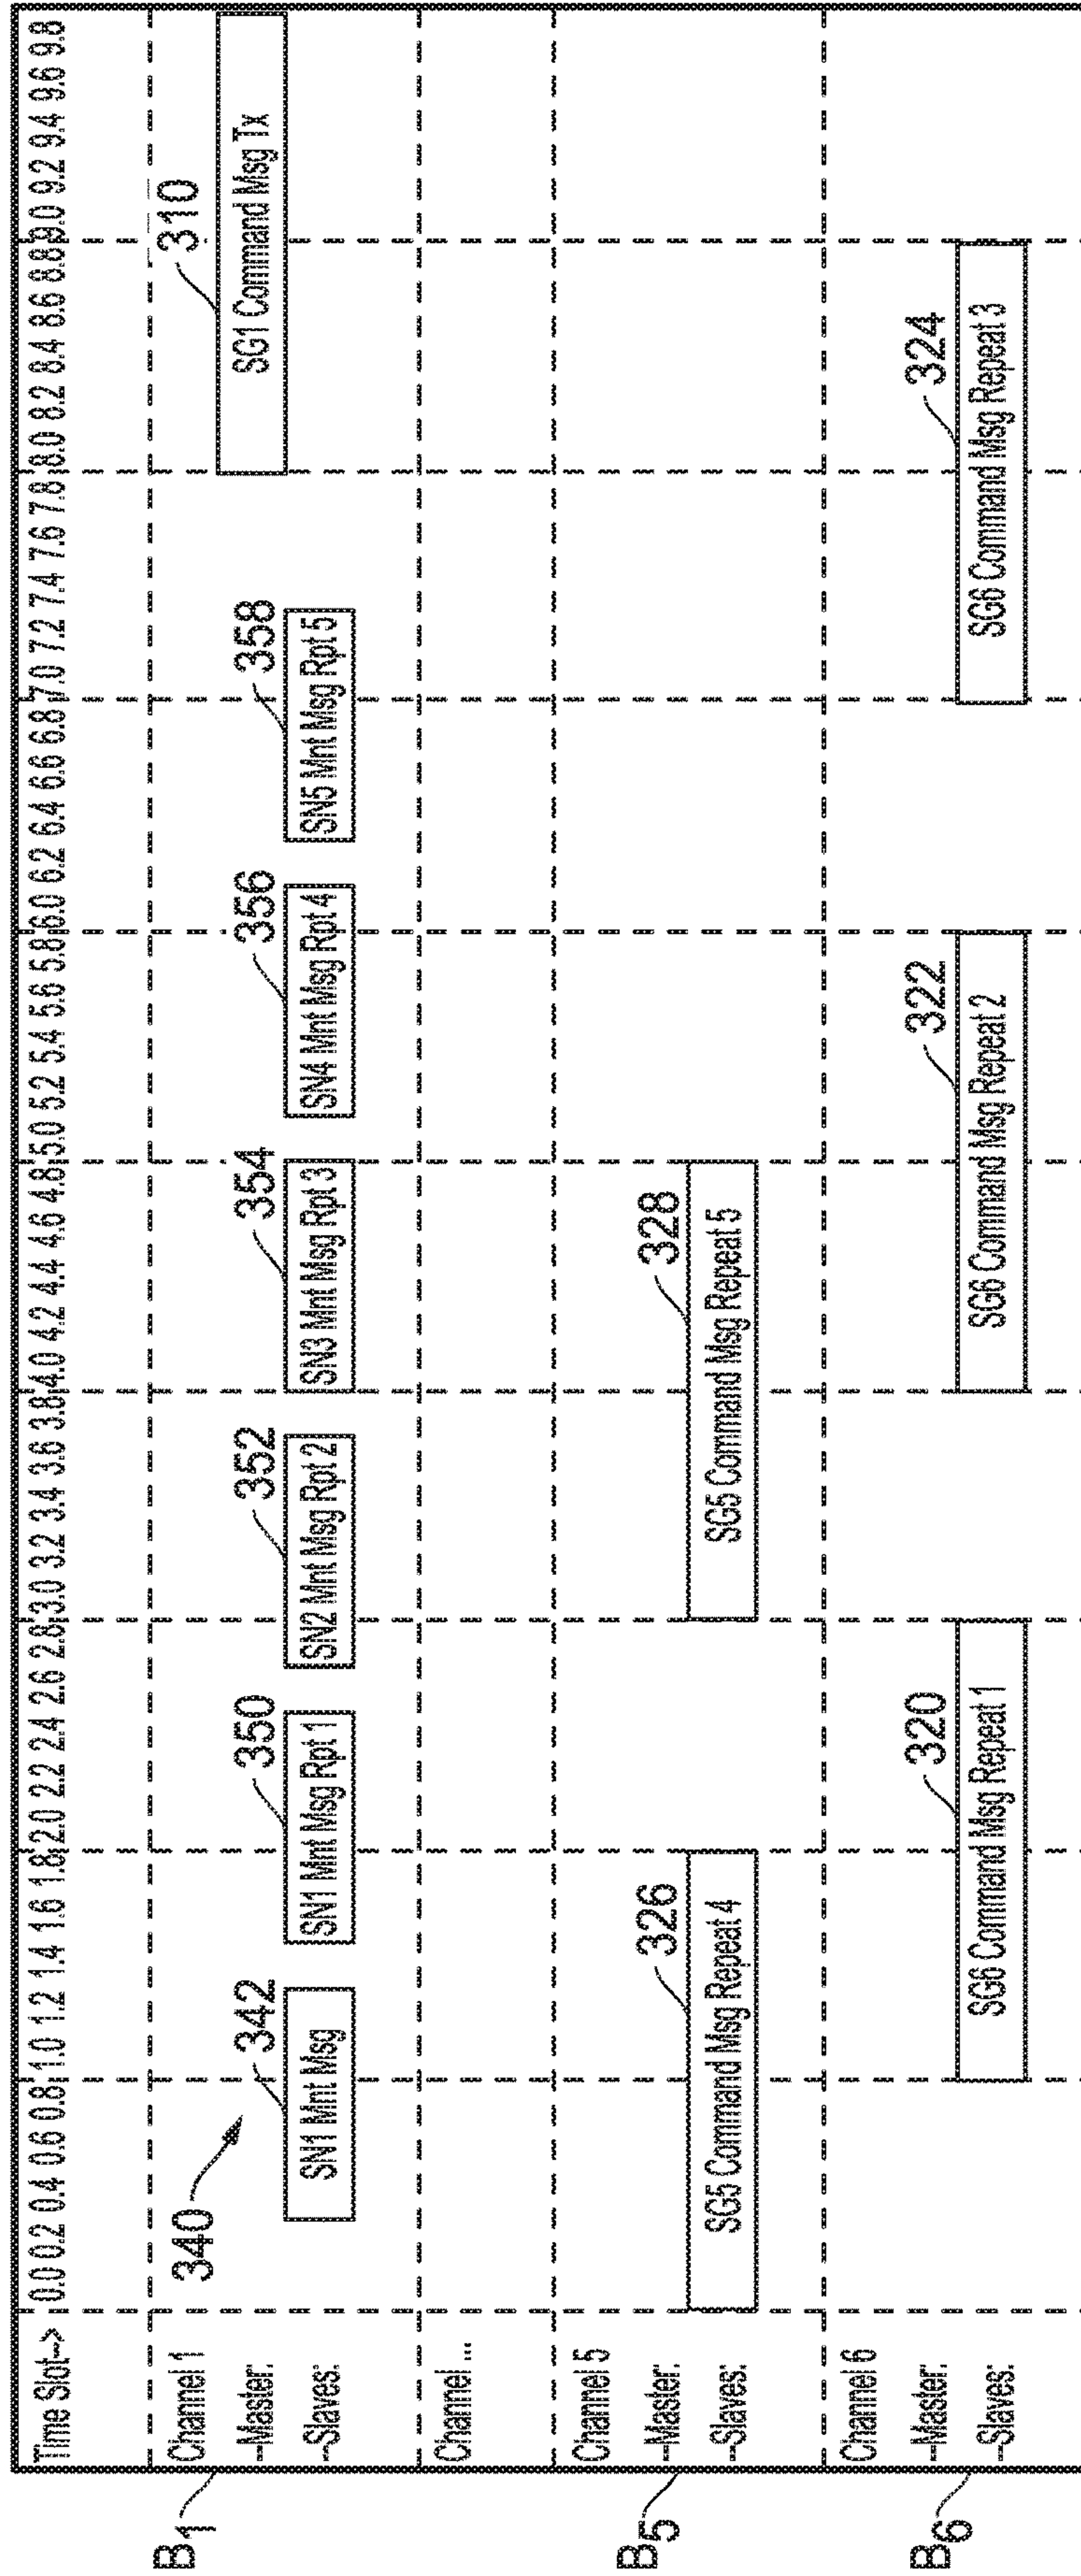 Time Slot--> 0.0 0.2 0.4 0.6 0.8 1.0 1.2 1.4 1.6 1.8 2.0 2.2 2.4 2.6 2.8 3.0 3.2 3.4 3.6 3.8 4.0 4.2 4.4 4.6 4.8 5.0 5.2 5.4 5.6 5.8 6.0 6.2 6.4 6.6 6.8 7.0 7.2 7.4 7.6 7.8 8.0 8.2 8.4 8.6 8.8 9.0 9.2 9.4 9.6 9.8
B1
Channel 1
340
310
--Master:
SG1 Command Msg Tx
342 350 352 354 356 358
--Slaves:
SN1 Mnt Msg
SN1 Mnt Msg Rpt 1
SN2 Mnt Msg Rpt 2
SN3 Mnt Msg Rpt 3
SN4 Mnt Msg Rpt 4
SN5 Mnt Msg Rpt 5
Channel ...
B5
Channel 5
--Master:
326 328
--Slaves:
SG5 Command Msg Repeat 4
SG5 Command Msg Repeat 5
B6
Channel 6
--Master:
320 322 324
--Slaves:
SG6 Command Msg Repeat 1
SG6 Command Msg Repeat 2
SG6 Command Msg Repeat 3